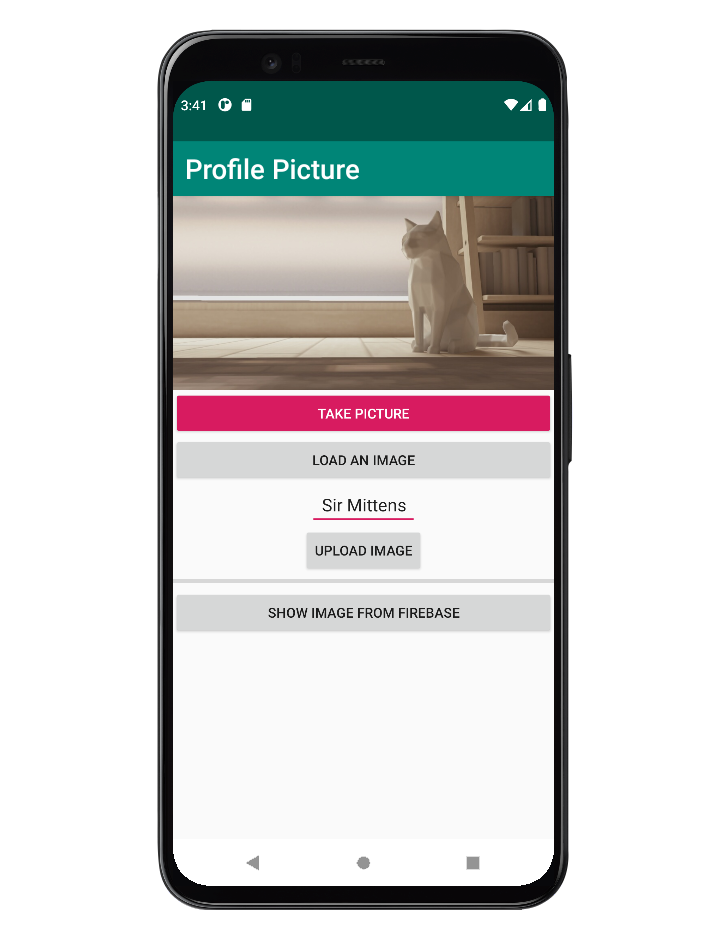 3:41
Profile Picture
TAKE PICTURE
LOAD AN IMAGE
Sir Mittens
UPLOAD IMAGE
SHOW IMAGE FROM FIREBASE